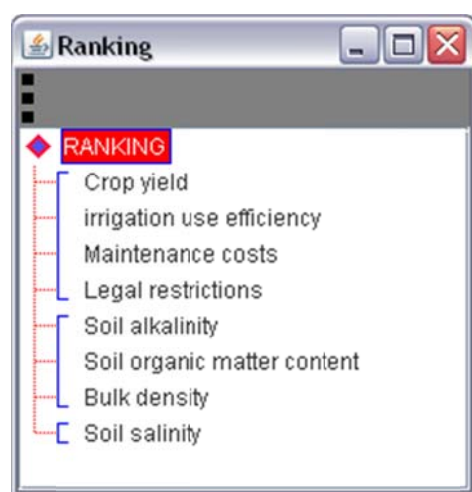 Ranking
RANKING
Crop yield
irrigation use efficiency
Maintenance costs
Legal restrictions
Soil alkalinity
Soil organic matter content
Bulk density
Soil salinity